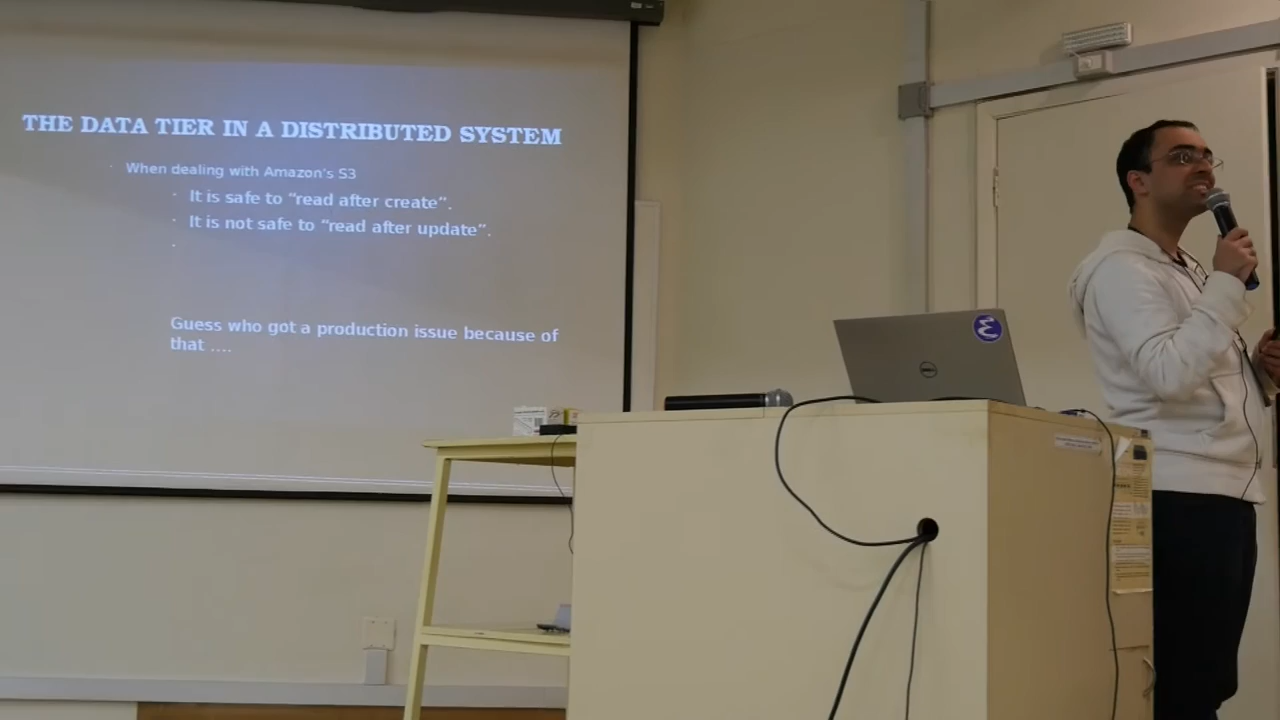 THE DATA TIER IN A DISTRIBUTED SYSTEM
When dealing with Amazon's S3
It is safe to “read after create”.
It is not safe to “read after update”.
Guess who got a production issue because of
that ....
DELL